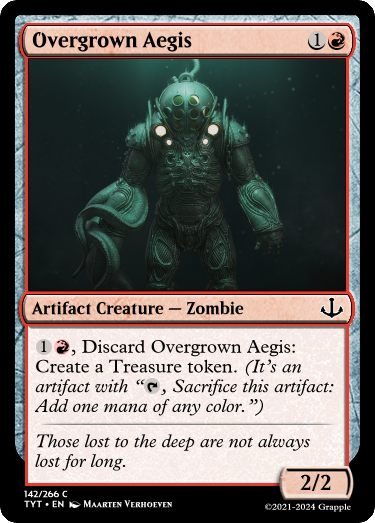 Overgrown Aegis 1
Artifact Creature — Zombie
1, Discard Overgrown Aegis:
Create a Treasure token. (It's an
artifact with “, Sacrifice this artifact:
Add one mana of any color.”)
Those lost to the deep are not always
lost for long.
2/2
142/266 C
TYT • EN Maarten Verhoeven
©2021-2024 Grapple